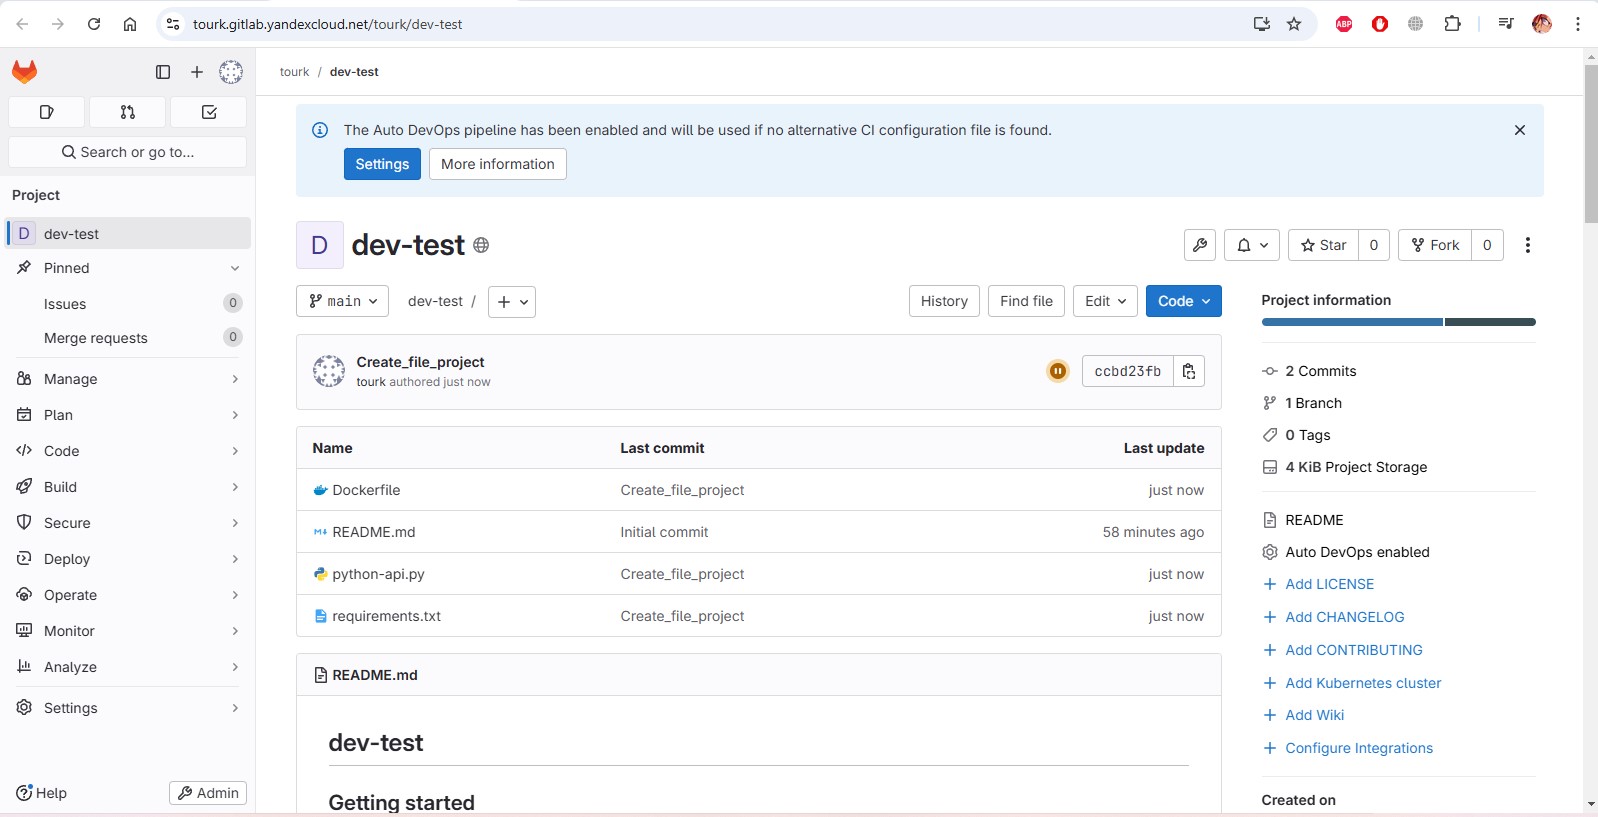 tourk.gitlab.yandexcloud.net/tourk/dev-test
ABP
Search or go to...
Project
D dev-test
Pinned
Issues 0
Merge requests 0
Manage
Plan
Code
Build
Secure
Deploy
Operate
Monitor
Analyze
Settings
Help
Admin
tourk / dev-test
The Auto DevOps pipeline has been enabled and will be used if no alternative CI configuration file is found.
Settings More information
D dev-test
Star 0 Fork 0
main dev-test / + History Find file Edit Code
Create_file_project
tourk authored just now
ccbd23fb
Name Last commit Last update
Dockerfile Create_file_project just now
README.md Initial commit 58 minutes ago
python-api.py Create_file_project just now
requirements.txt Create_file_project just now
README.md
dev-test
Getting started
Project information
2 Commits
1 Branch
0 Tags
4 KiB Project Storage
README
Auto DevOps enabled
+ Add LICENSE
+ Add CHANGELOG
+ Add CONTRIBUTING
+ Add Kubernetes cluster
+ Add Wiki
+ Configure Integrations
Created on